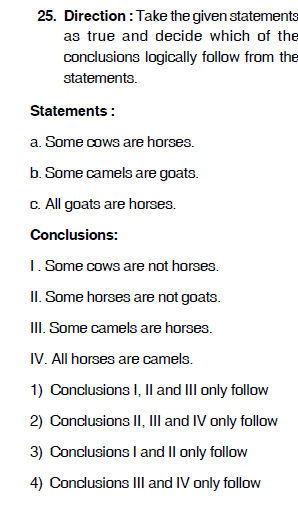 25. Direction : Take the given statements
as true and decide which of the
conclusions logically follow from the
statements.
Statements :
a. Some cows are horses.
b. Some camels are goats.
c. All goats are horses.
Conclusions:
I. Some cows are not horses.
II. Some horses are not goats.
III. Some camels are horses.
IV. All horses are camels.
1) Conclusions I, II and III only follow
2) Conclusions II, III and IV only follow
3) Conclusions I and II only follow
4) Conclusions III and IV only follow